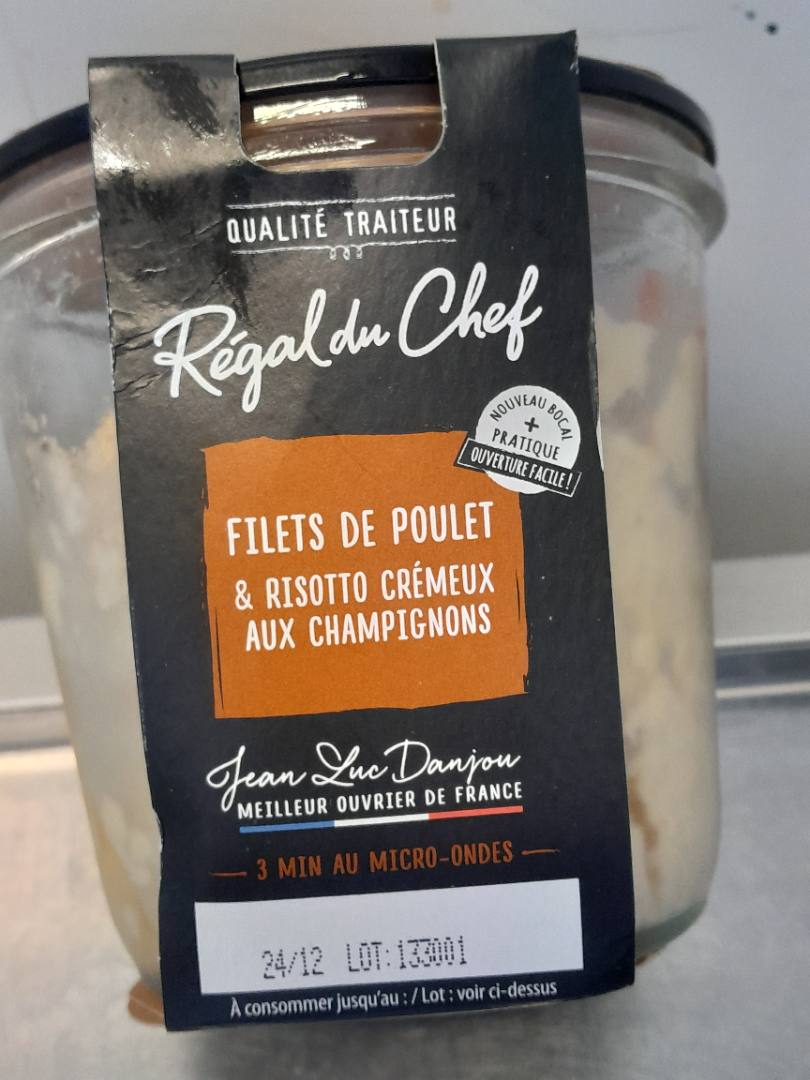 QUALITÉ TRAITEUR
Régal du Chef
NOUVEAU BOCAL
+
PRATIQUE
OUVERTURE FACILE !
FILETS DE POULET
& RISOTTO CRÉMEUX
AUX CHAMPIGNONS
Jean Luc Danjou
MEILLEUR OUVRIER DE FRANCE
3 MIN AU MICRO-ONDES
24/12 LOT:133001
À consommer jusqu'au : / Lot : voir ci-dessus